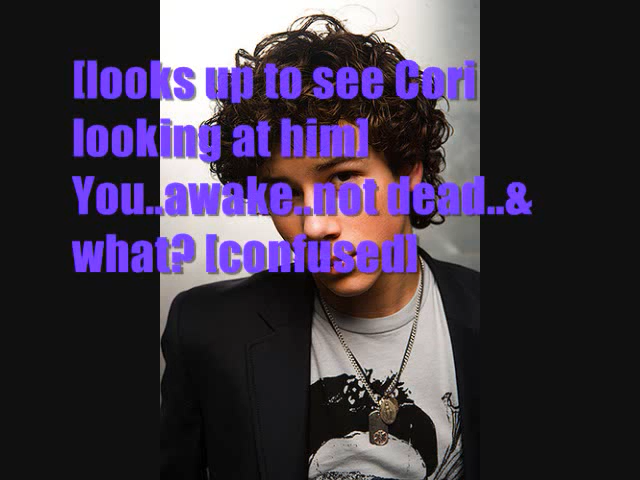 [looks up to see Cori
looking at him]
You..awake..not dead..&
what? [confused]